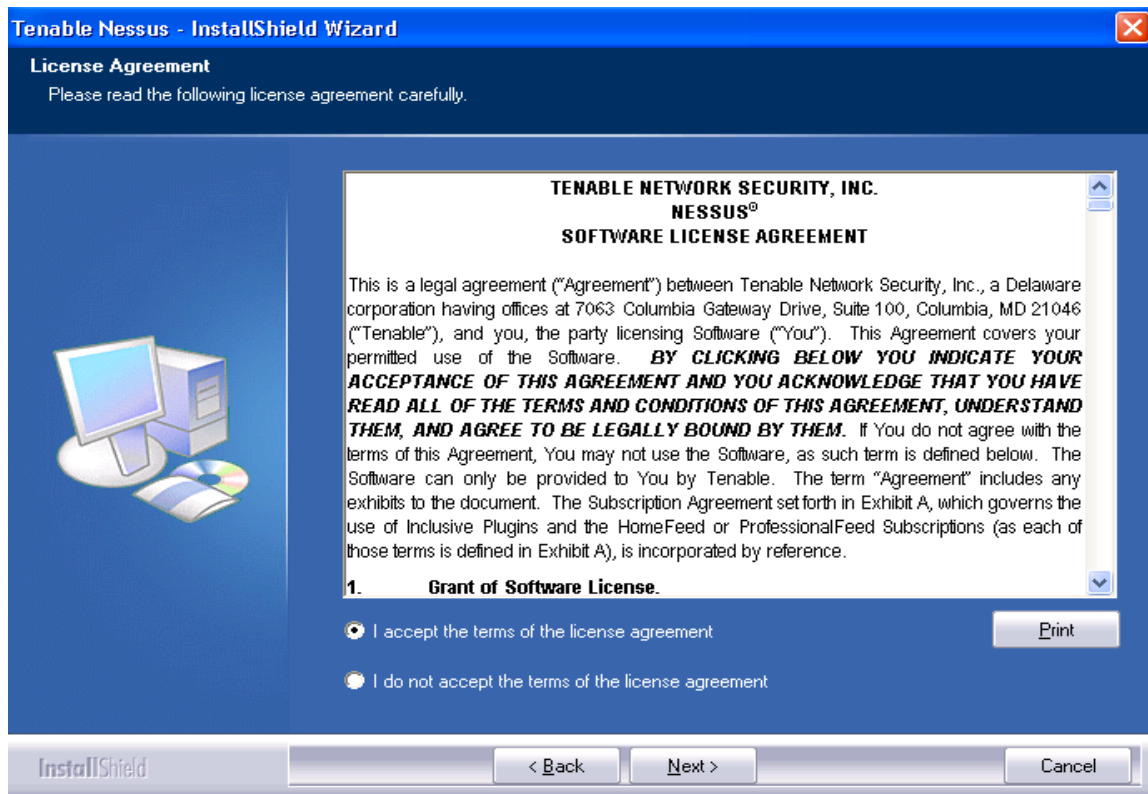 Tenable Nessus - InstallShield Wizard
License Agreement
Please read the following license agreement carefully.
TENABLE NETWORK SECURITY, INC.
NESSUS®
SOFTWARE LICENSE AGREEMENT
This is a legal agreement (“Agreement”) between Tenable Network Security, Inc., a Delaware
corporation having offices at 7063 Columbia Gateway Drive, Suite 100, Columbia, MD 21046
(“Tenable”), and you, the party licensing Software (“You”). This Agreement covers your
permitted use of the Software. BY CLICKING BELOW YOU INDICATE YOUR
ACCEPTANCE OF THIS AGREEMENT AND YOU ACKNOWLEDGE THAT YOU HAVE
READ ALL OF THE TERMS AND CONDITIONS OF THIS AGREEMENT, UNDERSTAND
THEM, AND AGREE TO BE LEGALLY BOUND BY THEM. If You do not agree with the
terms of this Agreement, You may not use the Software, as such term is defined below. The
Software can only be provided to You by Tenable. The term “Agreement” includes any
exhibits to the document. The Subscription Agreement set forth in Exhibit A, which governs the
use of Inclusive Plugins and the HomeFeed or ProfessionalFeed Subscriptions (as each of
those terms is defined in Exhibit A), is incorporated by reference.
1. Grant of Software License.
I accept the terms of the license agreement
Print
I do not accept the terms of the license agreement
InstallShield
< Back
Next >
Cancel